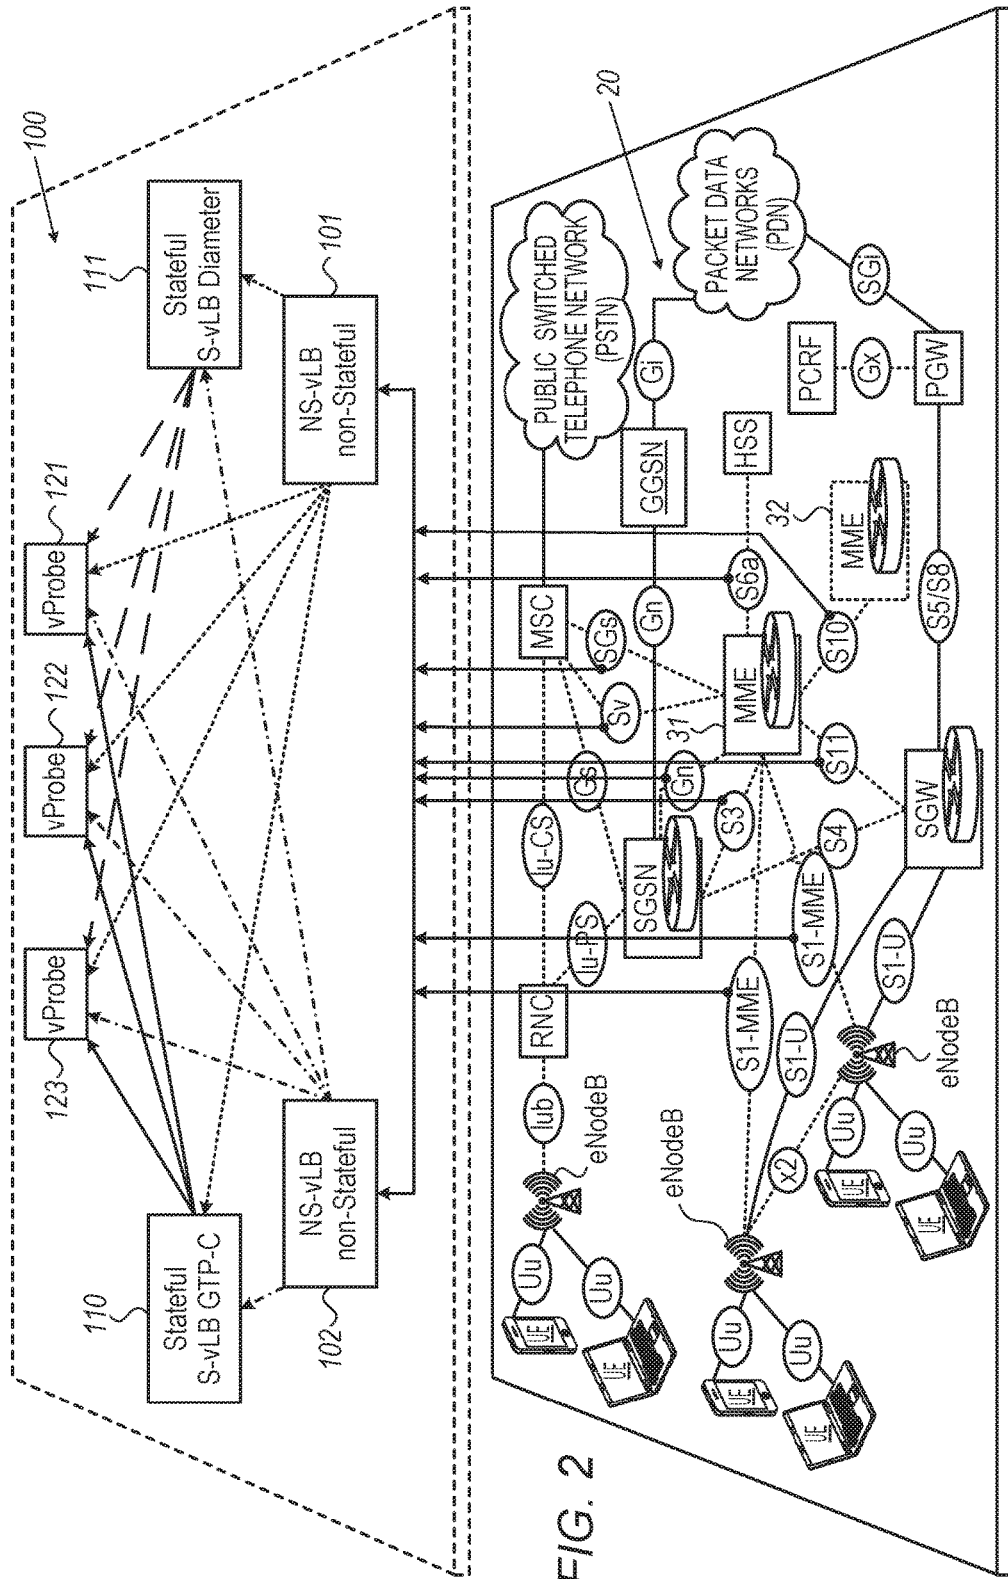 100
vProbe
123
vProbe
122
vProbe
121
110
Stateful
S-vLB GTP-C
111
Stateful
S-vLB Diameter
NS-vLB
non-Stateful
102
NS-vLB
non-Stateful
101
20
PUBLIC SWITCHED
TELEPHONE NETWORK
(PSTN)
PACKET DATA
NETWORKS
(PDN)
Iub
RNC
Iu-CS
MSC
eNodeB
Uu
Uu
UE
UE
Iu-PS
Gs
Sv
SGs
SGSN
Gn
GGSN
Gi
Gn
S3
31
MME
S6a
HSS
S1-MME
S1-MME
S4
S11
S10
32
MME
PCRF
Gx
SGi
eNodeB
Uu
Uu
UE
UE
x2
S1-U
S1-U
eNodeB
Uu
Uu
UE
UE
SGW
S5/S8
PGW
FIG. 2